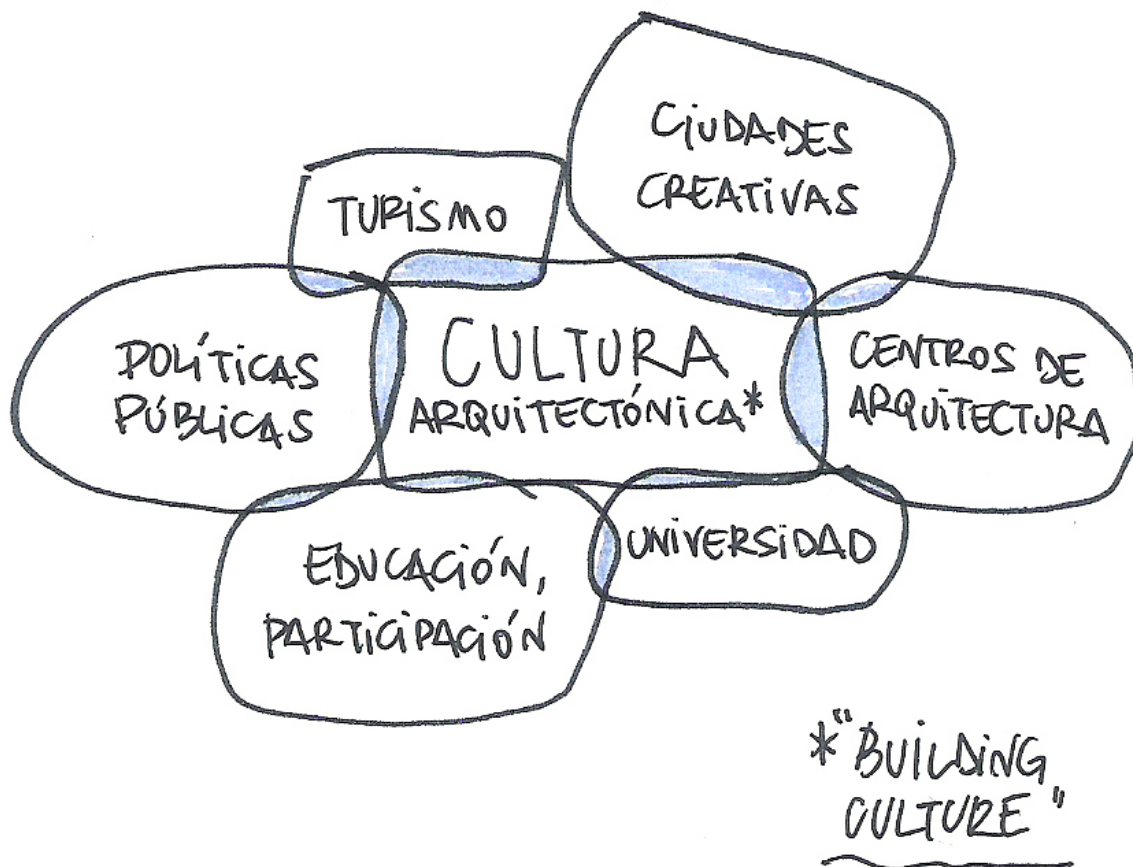 CIUDADES
CREATIVAS
TURISMO
POLÍTICAS
PÚBLICAS
CULTURA
ARQUITECTÓNICA*
CENTROS DE
ARQUITECTURA
EDUCACIÓN,
PARTICIPACIÓN
UNIVERSIDAD
*"BUILDING
CULTURE"